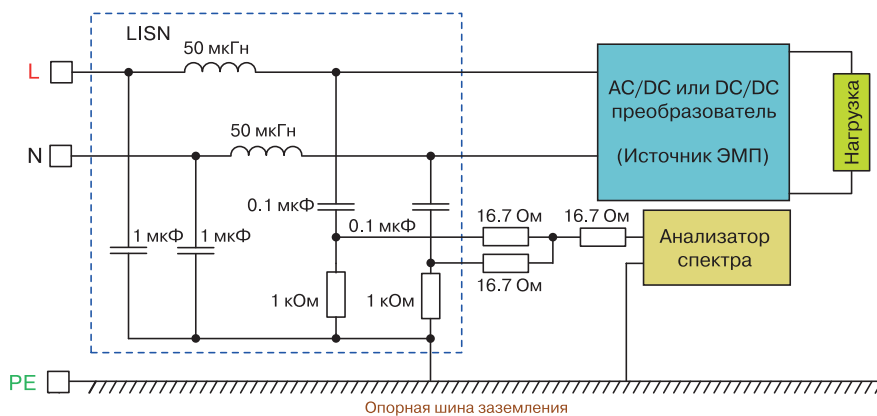 LISN
50 мкГн
L
AC/DC или DC/DC
преобразователь
(Источник ЭМП)
Нагрузка
50 мкГн
N
0.1 мкФ
0.1 мкФ
16.7 Ом
16.7 Ом
1 мкФ
1 мкФ
Анализатор
спектра
16.7 Ом
1 кОм
1 кОм
PE
Опорная шина заземления